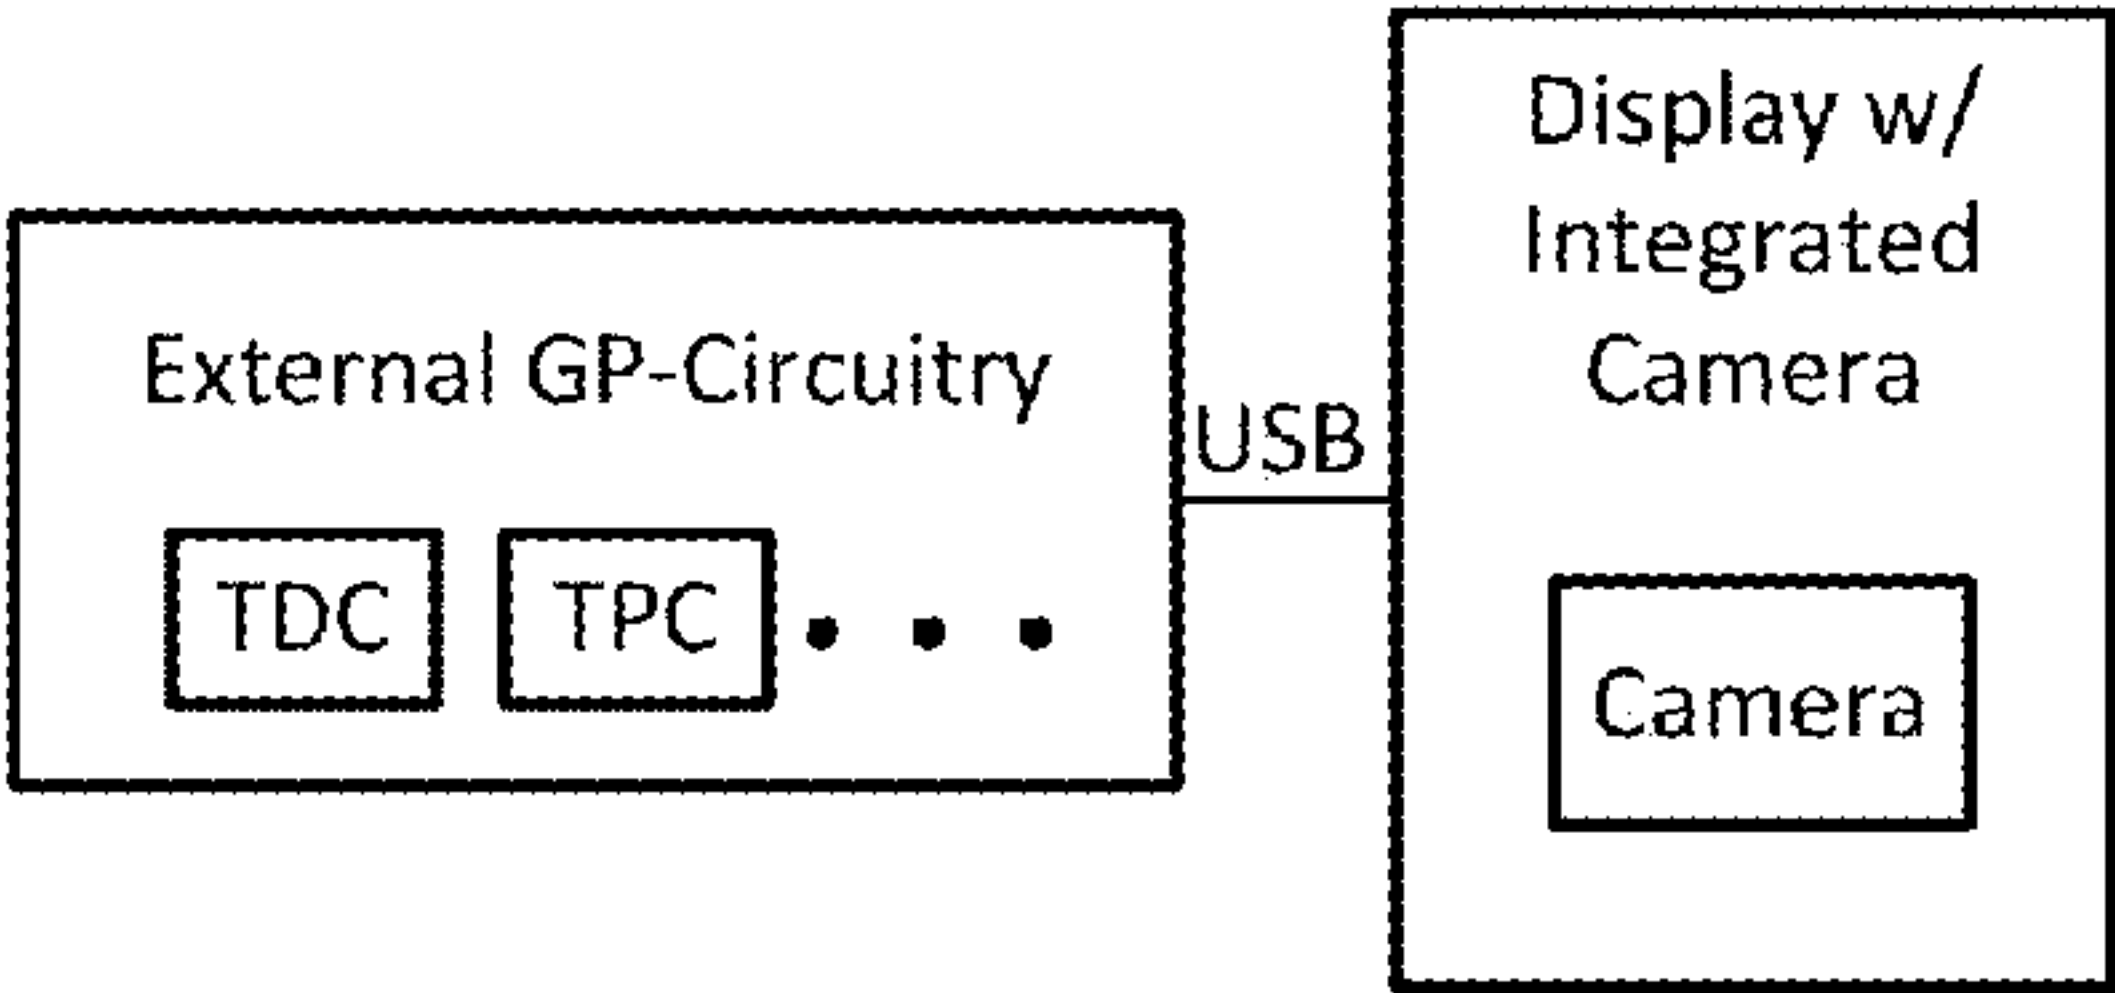 External GP-Circuitry
TDC
TPC
USB
Display w/
Integrated
Camera
Camera